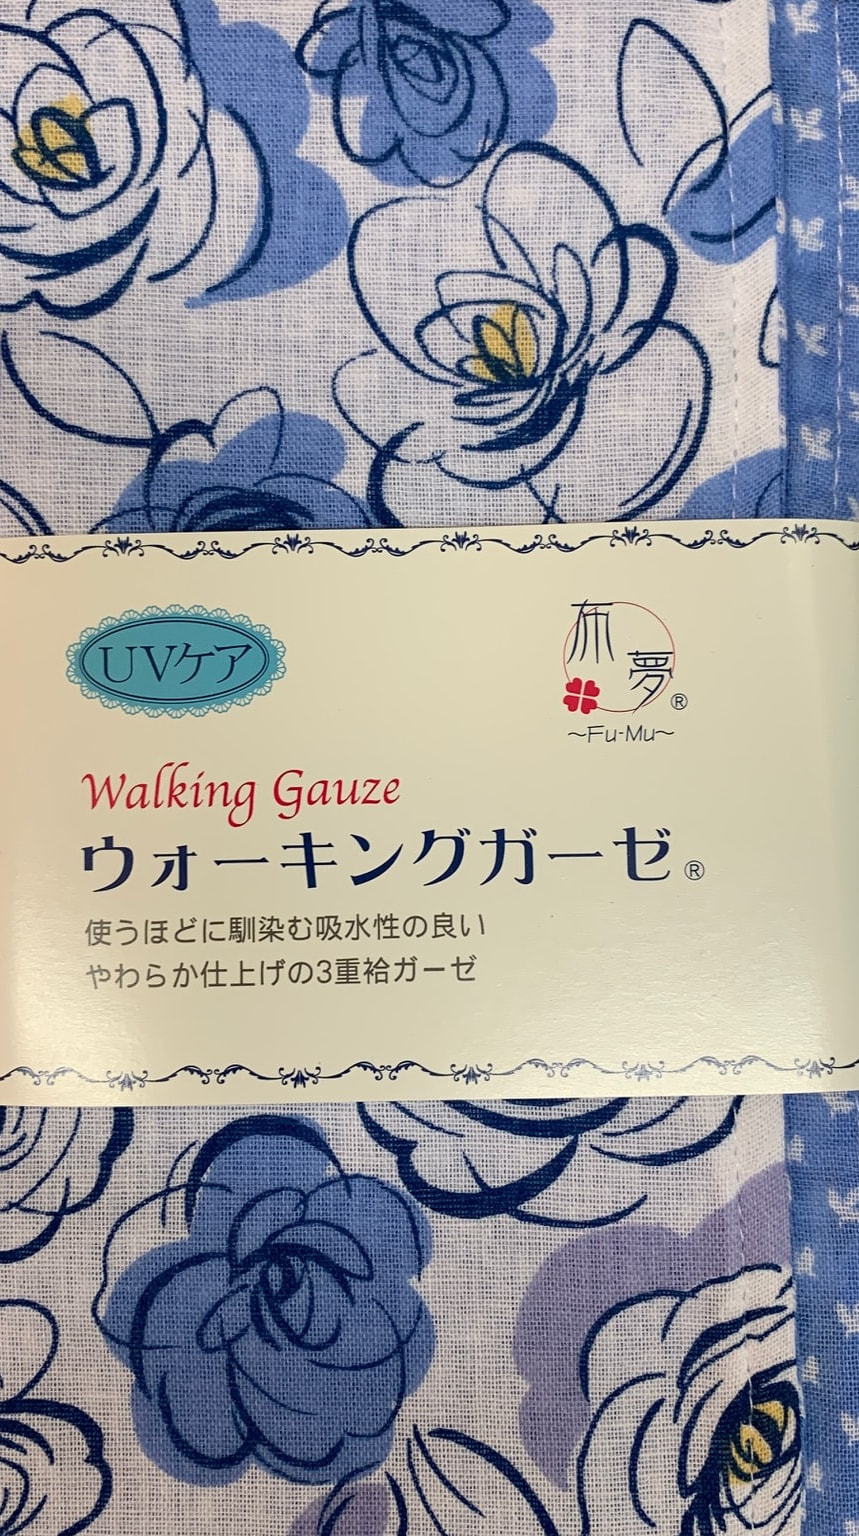 UVケア
布夢®
~Fu-Mu~
Walking Gauze
ウォーキングガーゼ®
使うほどに馴染む吸水性の良い
やわらか仕上げの3重袷ガーゼ